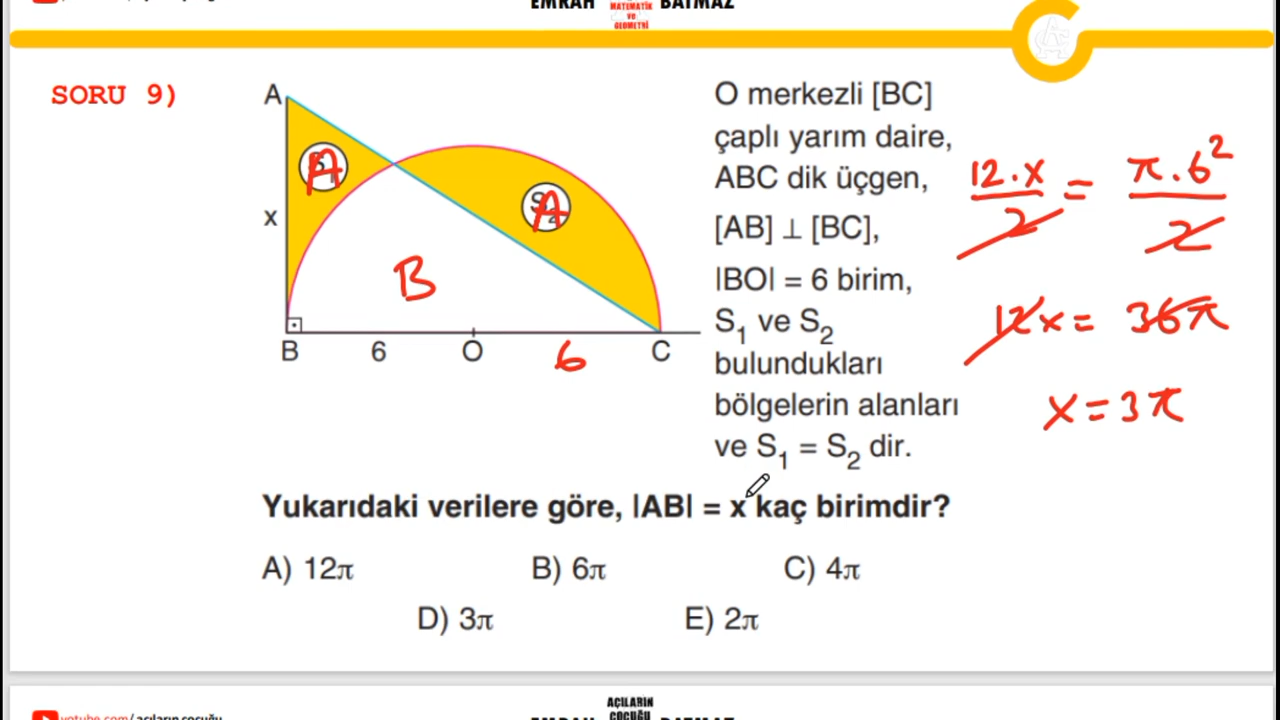 EMRAH MATEMATİK VE GEOMETRİ BATMAZ
SORU 9)
A
x
B 6 O 6 C
A
A
B
O merkezli [BC]
çaplı yarım daire,
ABC dik üçgen,
[AB] ⊥ [BC],
|BO| = 6 birim,
S₁ ve S₂
bulundukları
bölgelerin alanları
ve S₁ = S₂ dir.
12.x/2 = π.6²/2
12x = 36π
x = 3π
Yukarıdaki verilere göre, |AB| = x kaç birimdir?
A) 12π B) 6π C) 4π
D) 3π E) 2π
AÇILARIN